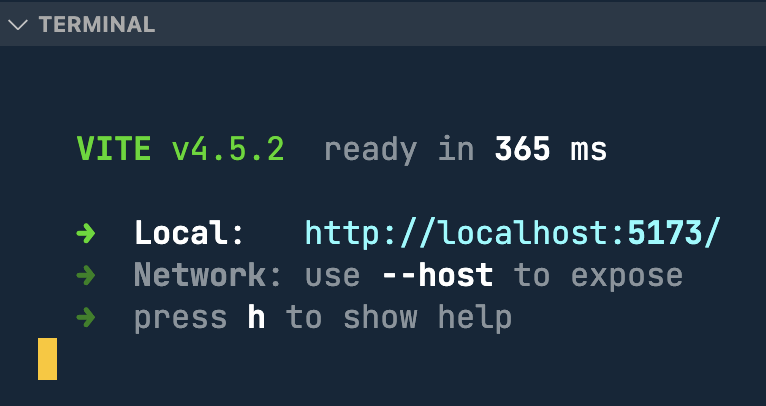 TERMINAL
VITE v4.5.2 ready in 365 ms
➜ Local: http://localhost:5173/
➜ Network: use --host to expose
➜ press h to show help